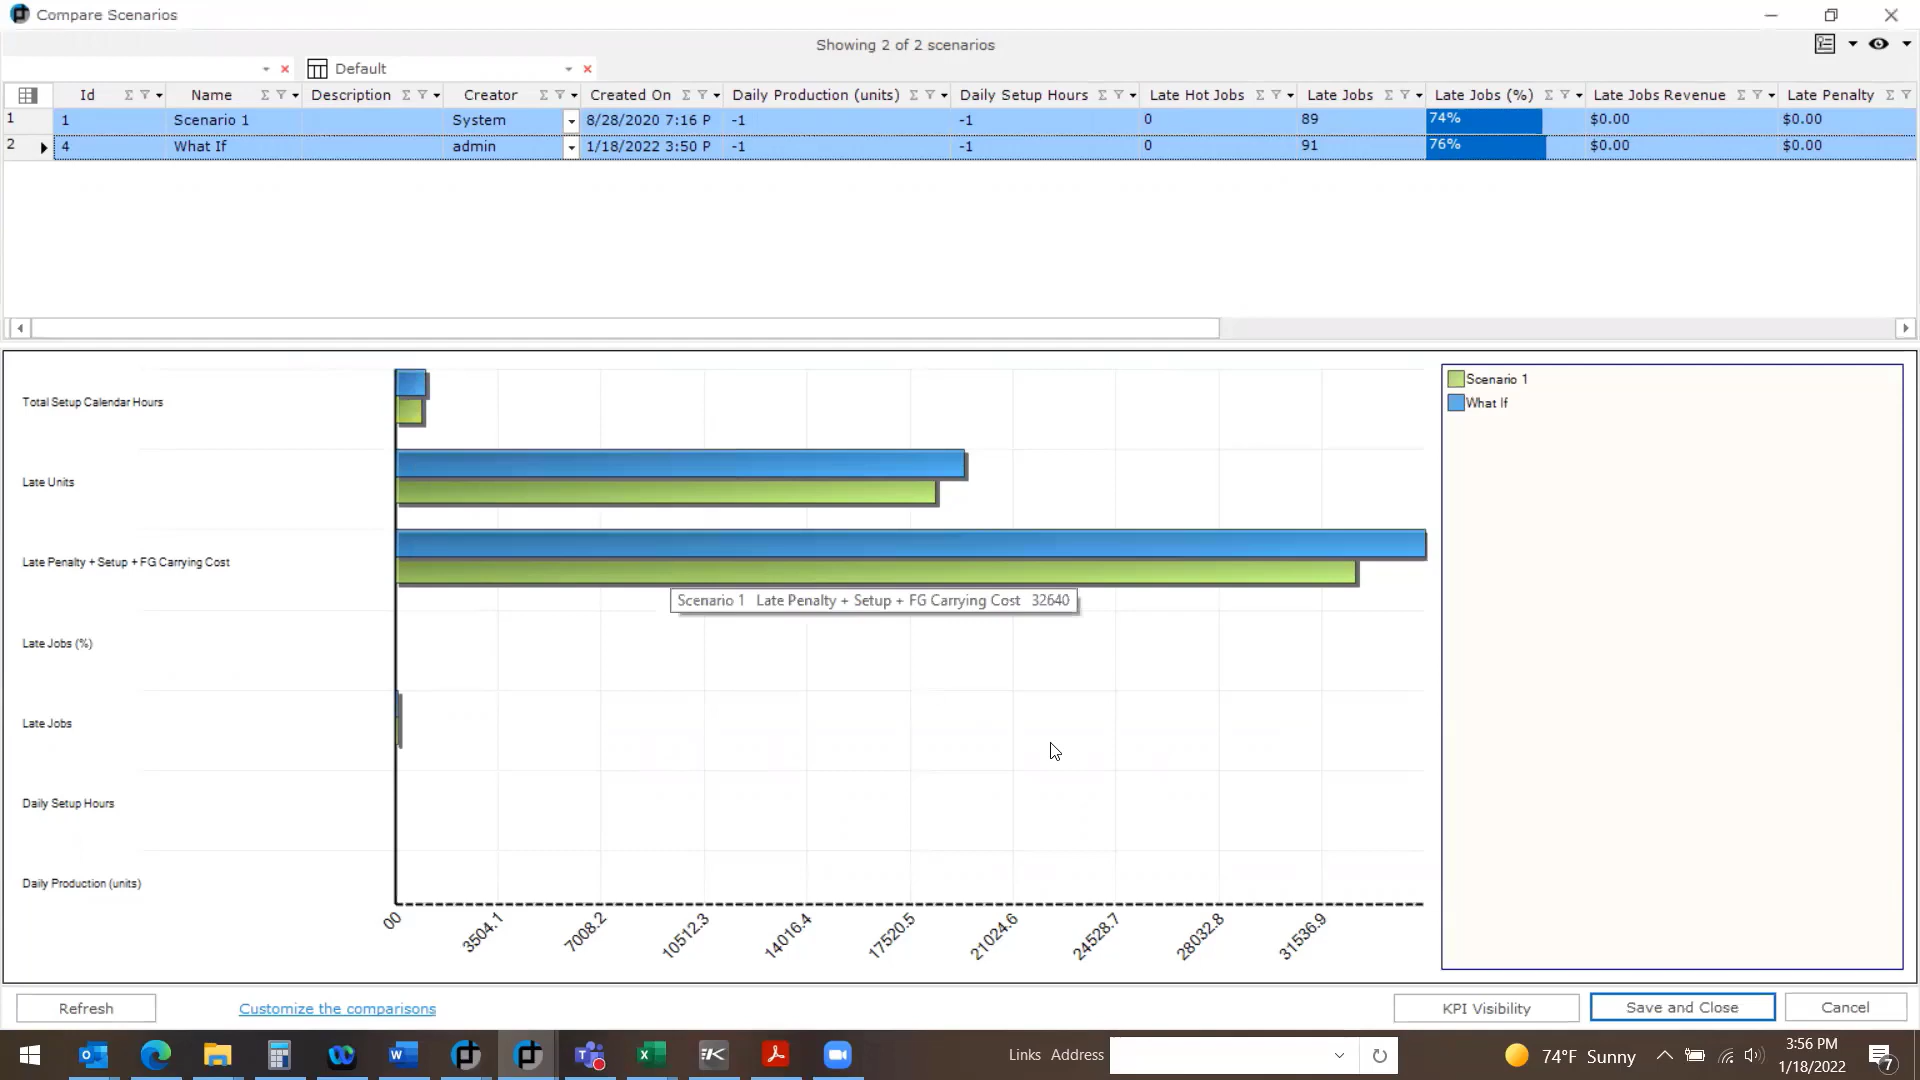 Compare Scenarios
Showing 2 of 2 scenarios
Default
Id Name Description Creator Created On Daily Production (units) Daily Setup Hours Late Hot Jobs Late Jobs Late Jobs (%) Late Jobs Revenue Late Penalty
1 1 Scenario 1 System 8/28/2020 7:16 P -1 -1 0 89 74% $0.00 $0.00
2 4 What If admin 1/18/2022 3:50 P -1 -1 0 91 76% $0.00 $0.00
Scenario 1
What If
Total Setup Calendar Hours
Late Units
Late Penalty + Setup + FG Carrying Cost
Scenario 1 Late Penalty + Setup + FG Carrying Cost 32640
Late Jobs (%)
Late Jobs
Daily Setup Hours
Daily Production (units)
00 3504.1 7008.2 10512.3 14016.4 17520.5 21024.6 24528.7 28032.8 31536.9
Refresh Customize the comparisons KPI Visibility Save and Close Cancel
Links Address 74°F Sunny 3:56 PM
1/18/2022 7